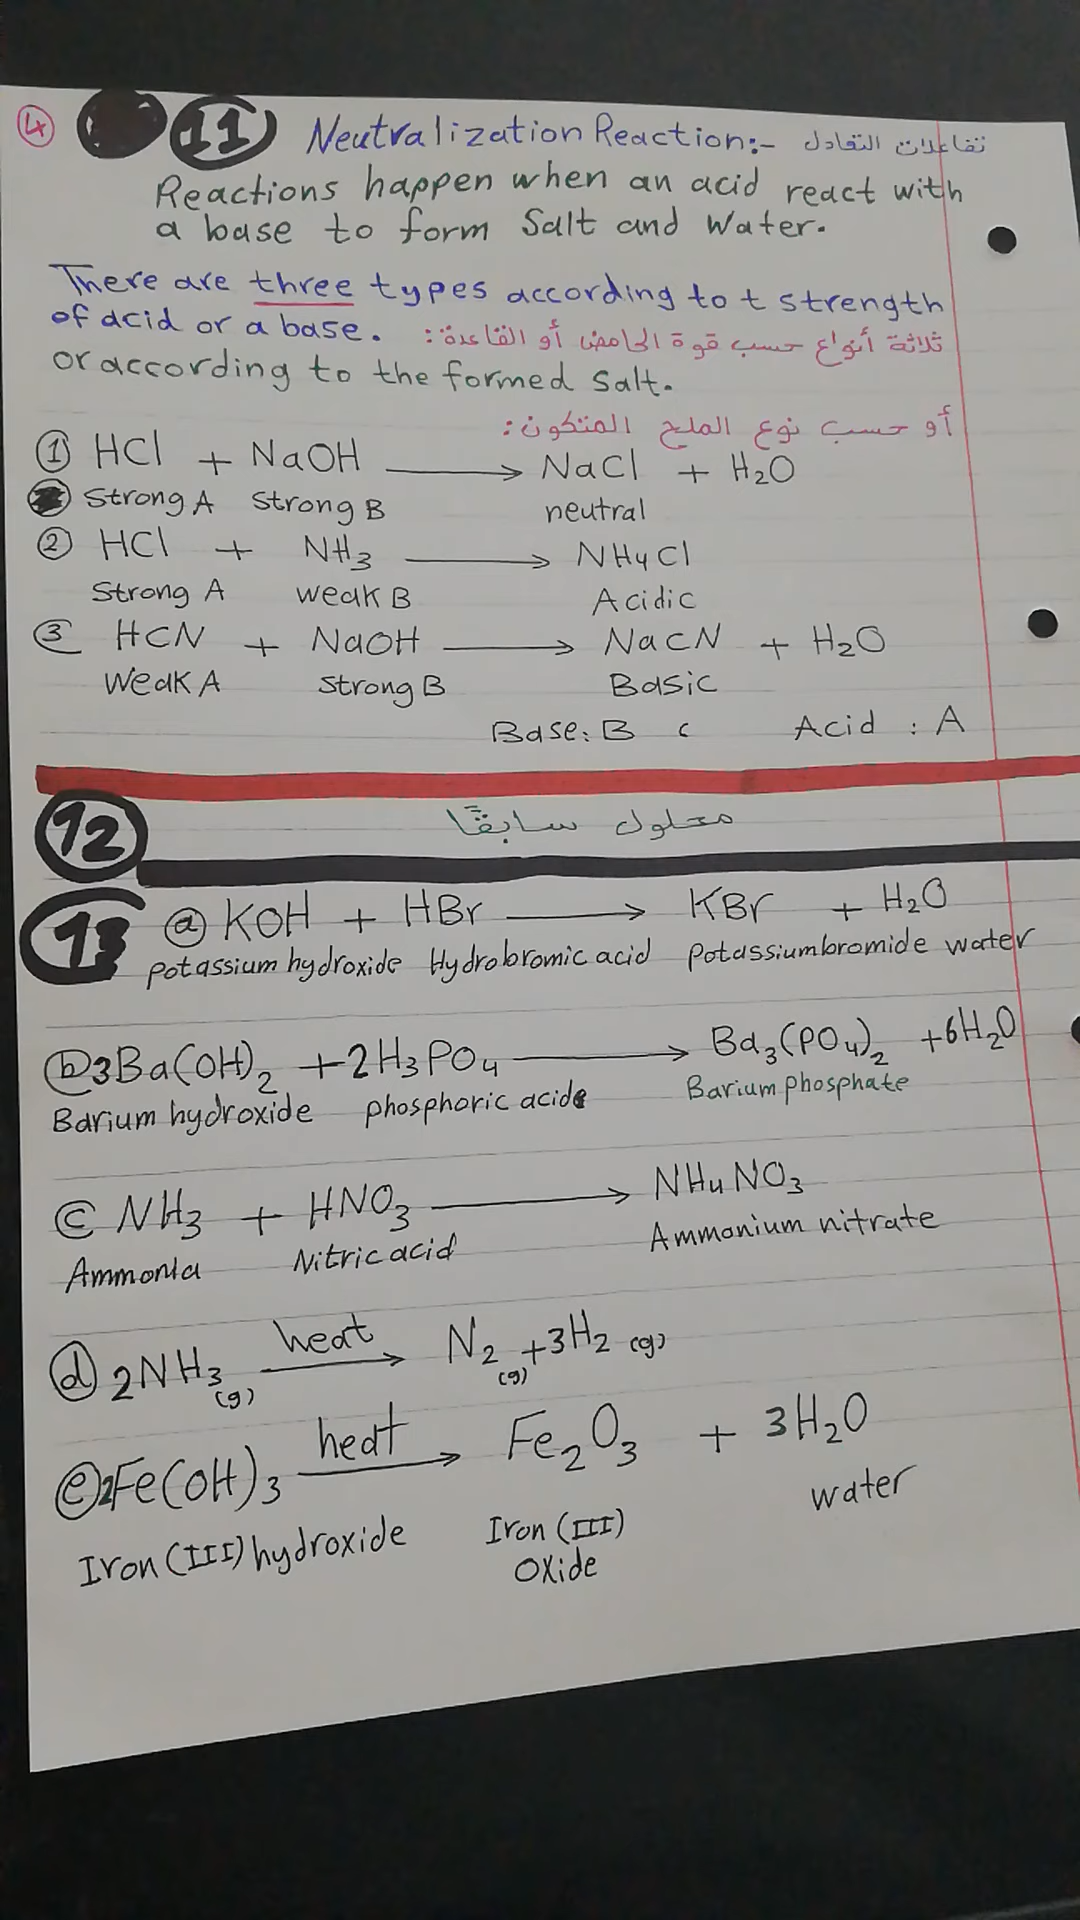 4
11 Neutralization Reaction:- تفاعلات التعادل
Reactions happen when an acid react with
a base to form Salt and Water.
There are three types according to t strength
of acid or a base. ثلاثة أنواع حسب قوة الحامض أو القاعدة:
or according to the formed salt.
أو حسب نوع الملح المتكون:
① HCl + NaOH ⟶ NaCl + H₂O
Strong A Strong B neutral
② HCl + NH₃ ⟶ NH₄Cl
Strong A weak B Acidic
③ HCN + NaOH ⟶ NaCN + H₂O
Weak A Strong B Basic
Base: B ، Acid : A
12 محلول سابقًا
13 ⓐ KOH + HBr ⟶ KBr + H₂O
potassium hydroxide Hydrobromic acid Potassium bromide water
ⓑ 3Ba(OH)₂ + 2H₃PO₄ ⟶ Ba₃(PO₄)₂ + 6H₂O
Barium hydroxide phosphoric acid Barium phosphate
ⓒ NH₃ + HNO₃ ⟶ NH₄NO₃
Ammonia Nitric acid Ammonium nitrate
ⓓ 2NH₃(g) heat ⟶ N₂(g) + 3H₂(g)
ⓔ 2Fe(OH)₃ heat ⟶ Fe₂O₃ + 3H₂O
Iron (III) hydroxide Iron (III) water
Oxide